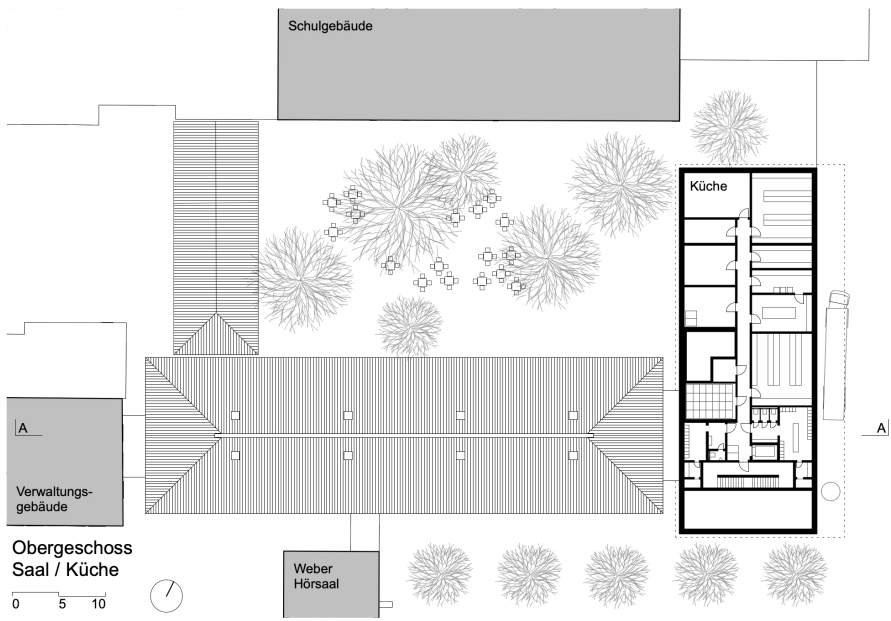 Schulgebäude
Küche
A
A
Verwaltungs-
gebäude
Obergeschoss
Saal / Küche
Weber
Hörsaal
0 5 10